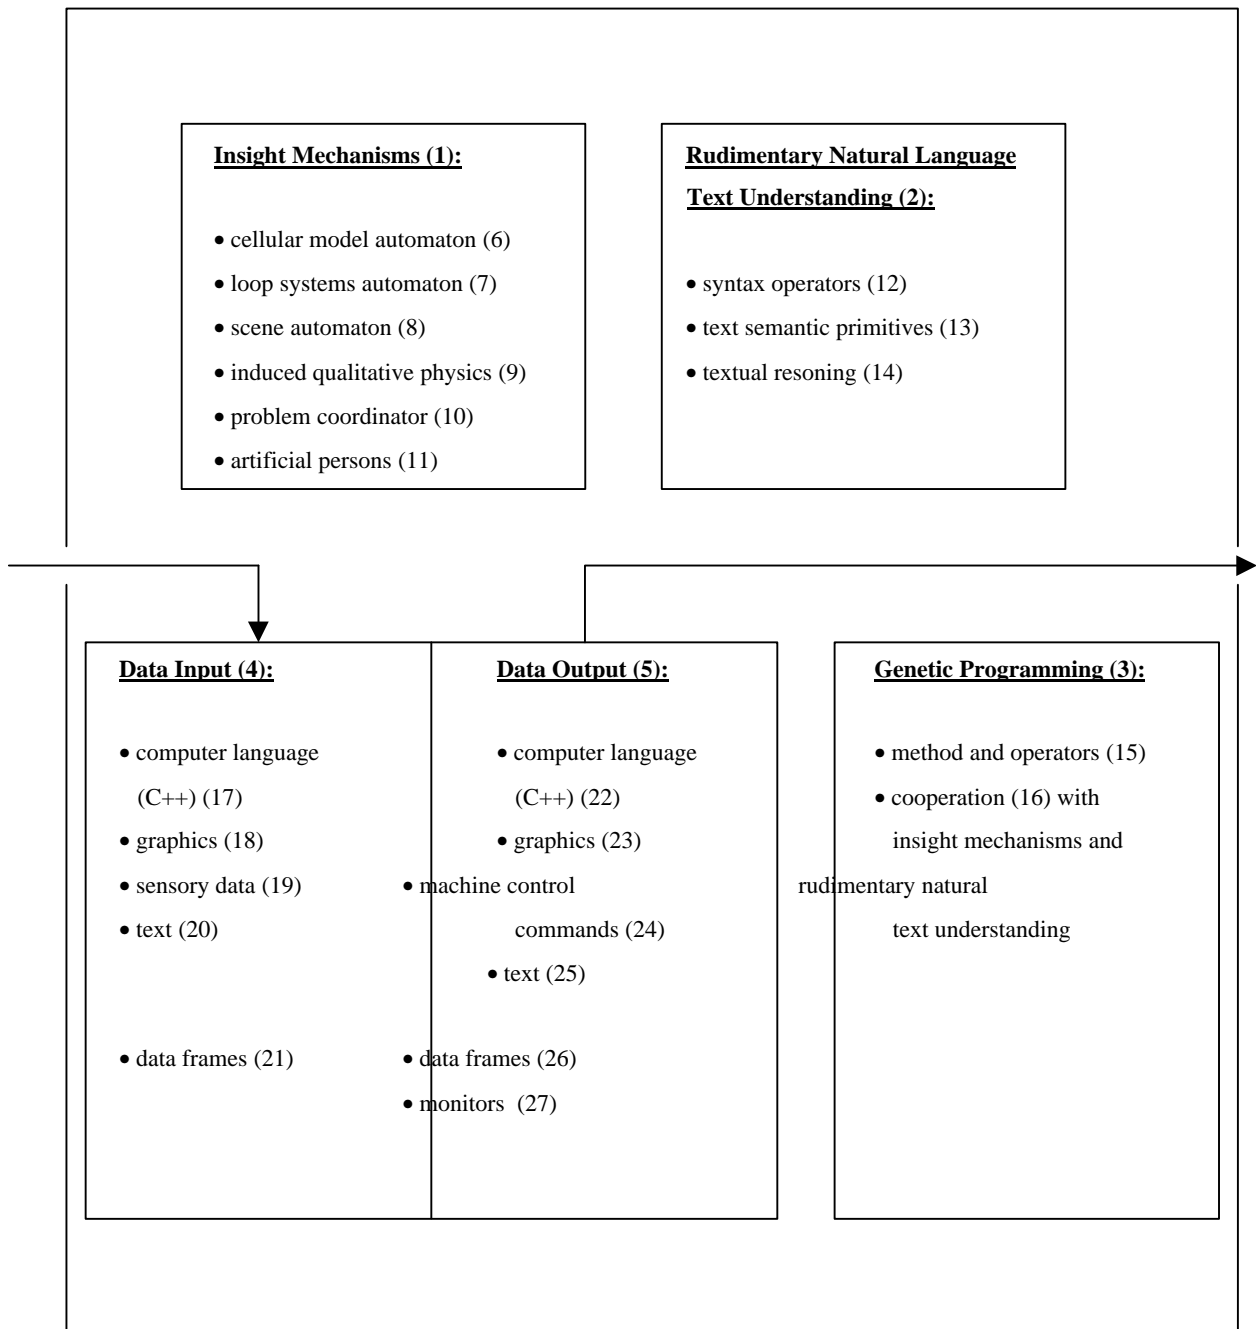 Insight Mechanisms (1):
• cellular model automaton (6)
• loop systems automaton (7)
• scene automaton (8)
• induced qualitative physics (9)
• problem coordinator (10)
• artificial persons (11)
Rudimentary Natural Language
Text Understanding (2):
• syntax operators (12)
• text semantic primitives (13)
• textual resoning (14)
Data Input (4):
• computer language
(C++) (17)
• graphics (18)
• sensory data (19)
• text (20)
• data frames (21)
Data Output (5):
• computer language
(C++) (22)
• graphics (23)
• machine control
commands (24)
• text (25)
• data frames (26)
• monitors (27)
Genetic Programming (3):
• method and operators (15)
• cooperation (16) with
insight mechanisms and
rudimentary natural
text understanding